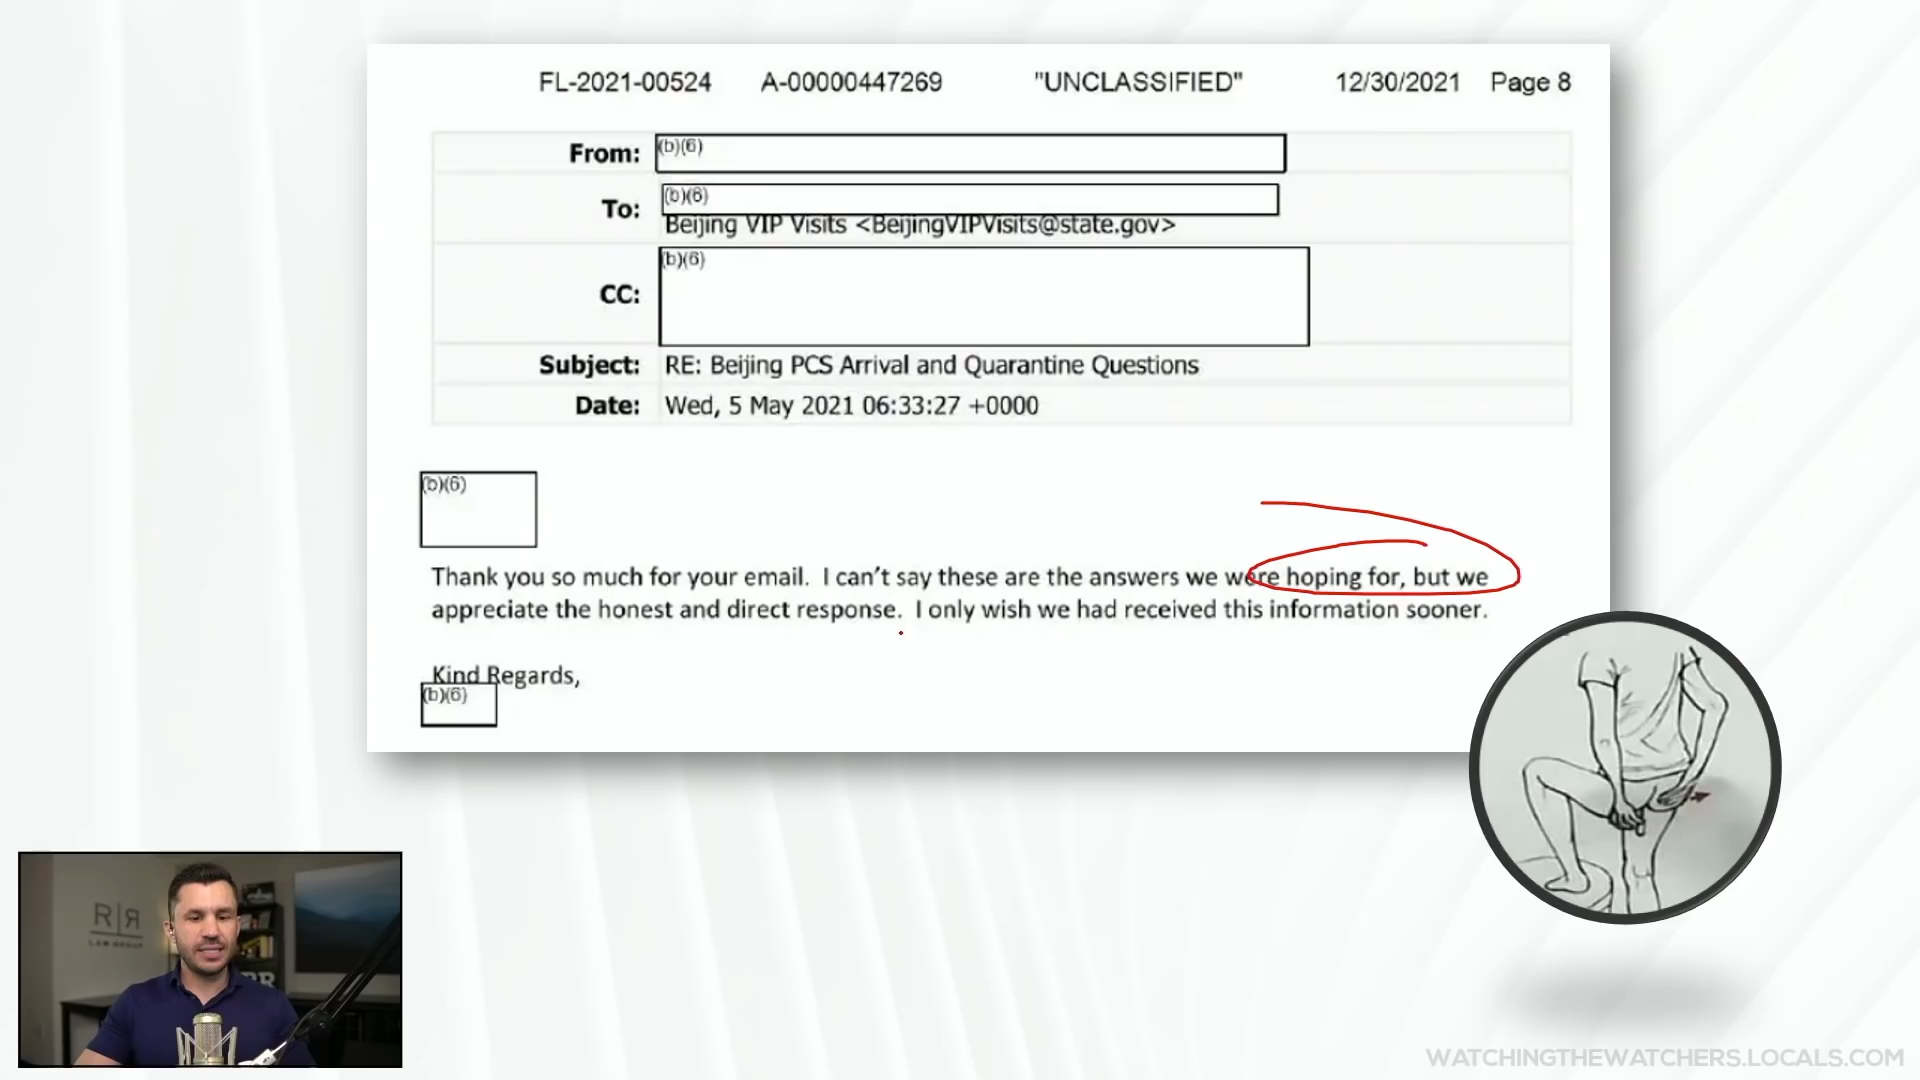 FL-2021-00524 A-00000447269 "UNCLASSIFIED" 12/30/2021 Page 8
From: (b)(6)
To: (b)(6)
Beijing VIP Visits <BeijingVIPVisits@state.gov>
CC: (b)(6)
Subject: RE: Beijing PCS Arrival and Quarantine Questions
Date: Wed, 5 May 2021 06:33:27 +0000
(b)(6)
Thank you so much for your email. I can't say these are the answers we were hoping for, but we
appreciate the honest and direct response. I only wish we had received this information sooner.
Kind Regards,
(b)(6)
R|Я
LAW GROUP
WATCHINGTHEWATCHERS.LOCALS.COM